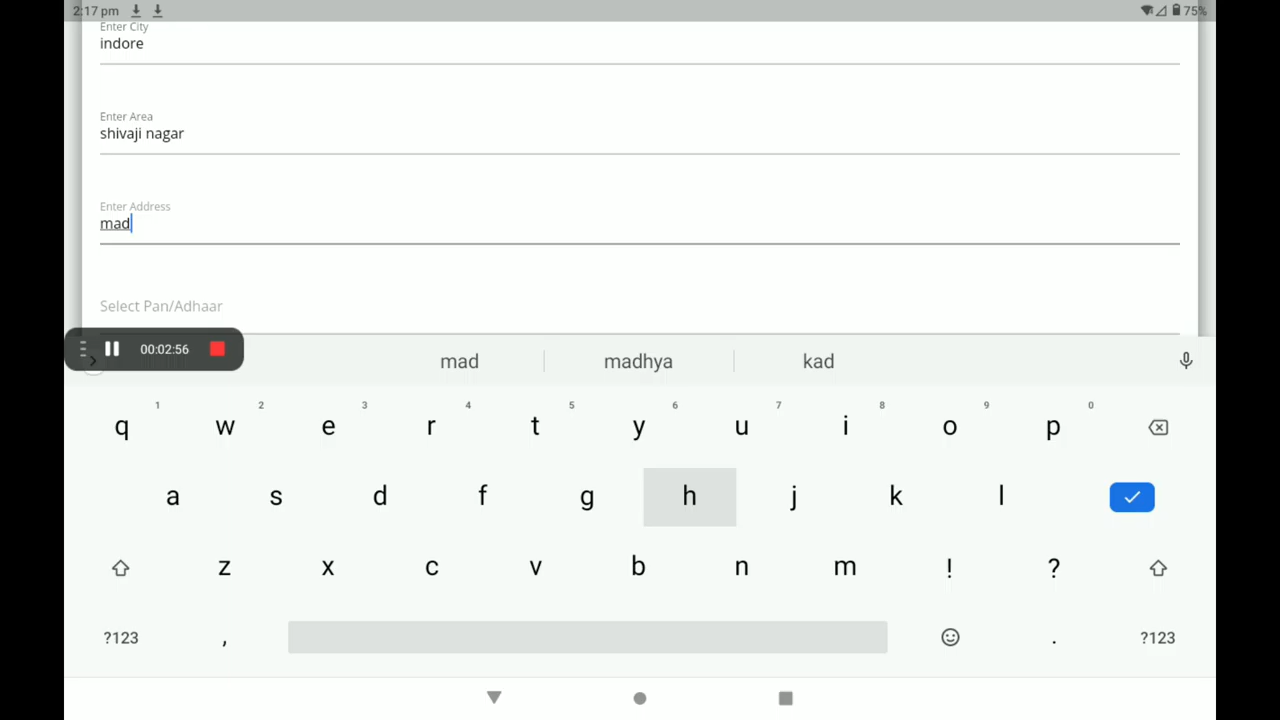 2:17 pm 75%
Enter City
indore
Enter Area
shivaji nagar
Enter Address
mad
Select Pan/Adhaar
00:02:56
mad madhya kad
1 2 3 4 5 6 7 8 9 0
q w e r t y u i o p
a s d f g h j k l
z x c v b n m ! ?
?123 , . ?123